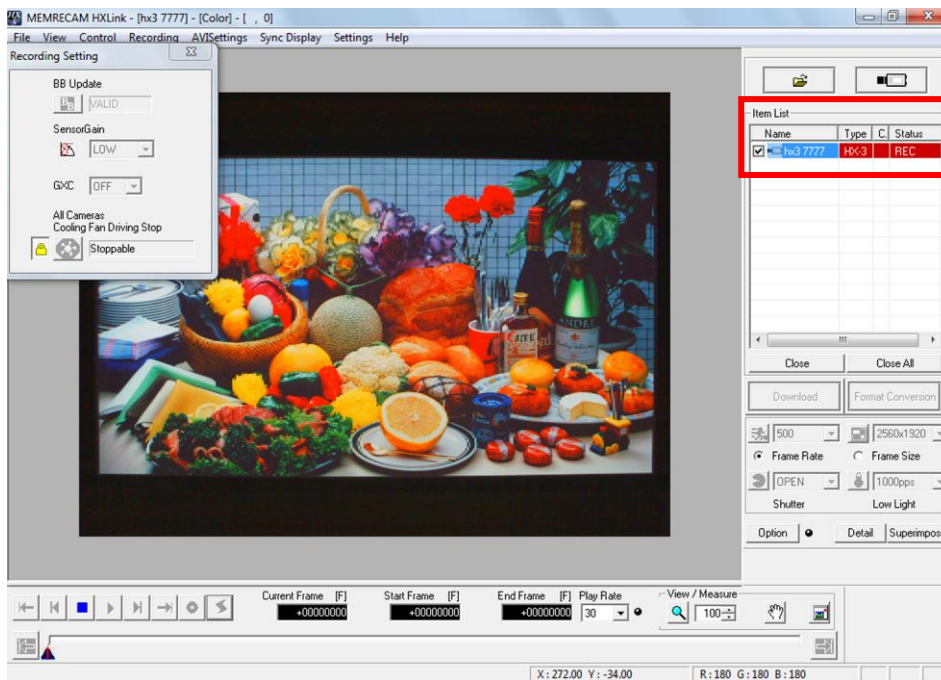 MEMRECAM HXLink - [hx3 7777] - [Color] - [ , 0]
File View Control Recording AVISettings Sync Display Settings Help
Recording Setting
BB Update
VALID
SensorGain
LOW
GXC OFF
All Cameras
Cooling Fan Driving Stop
Stoppable
ANDRE
Item List
Name Type C. Status
hx3 7777 HX-3 REC
Close Close All
Download Format Conversion
500 2560x1920
Frame Rate Frame Size
OPEN 1000pps
Shutter Low Light
Option Detail Superimpos
Current Frame [F] Start Frame [F] End Frame [F] Play Rate View / Measure
+00000000 +00000000 +00000000 30 100
X : 272.00 Y : -34.00 R : 180 G : 180 B : 180